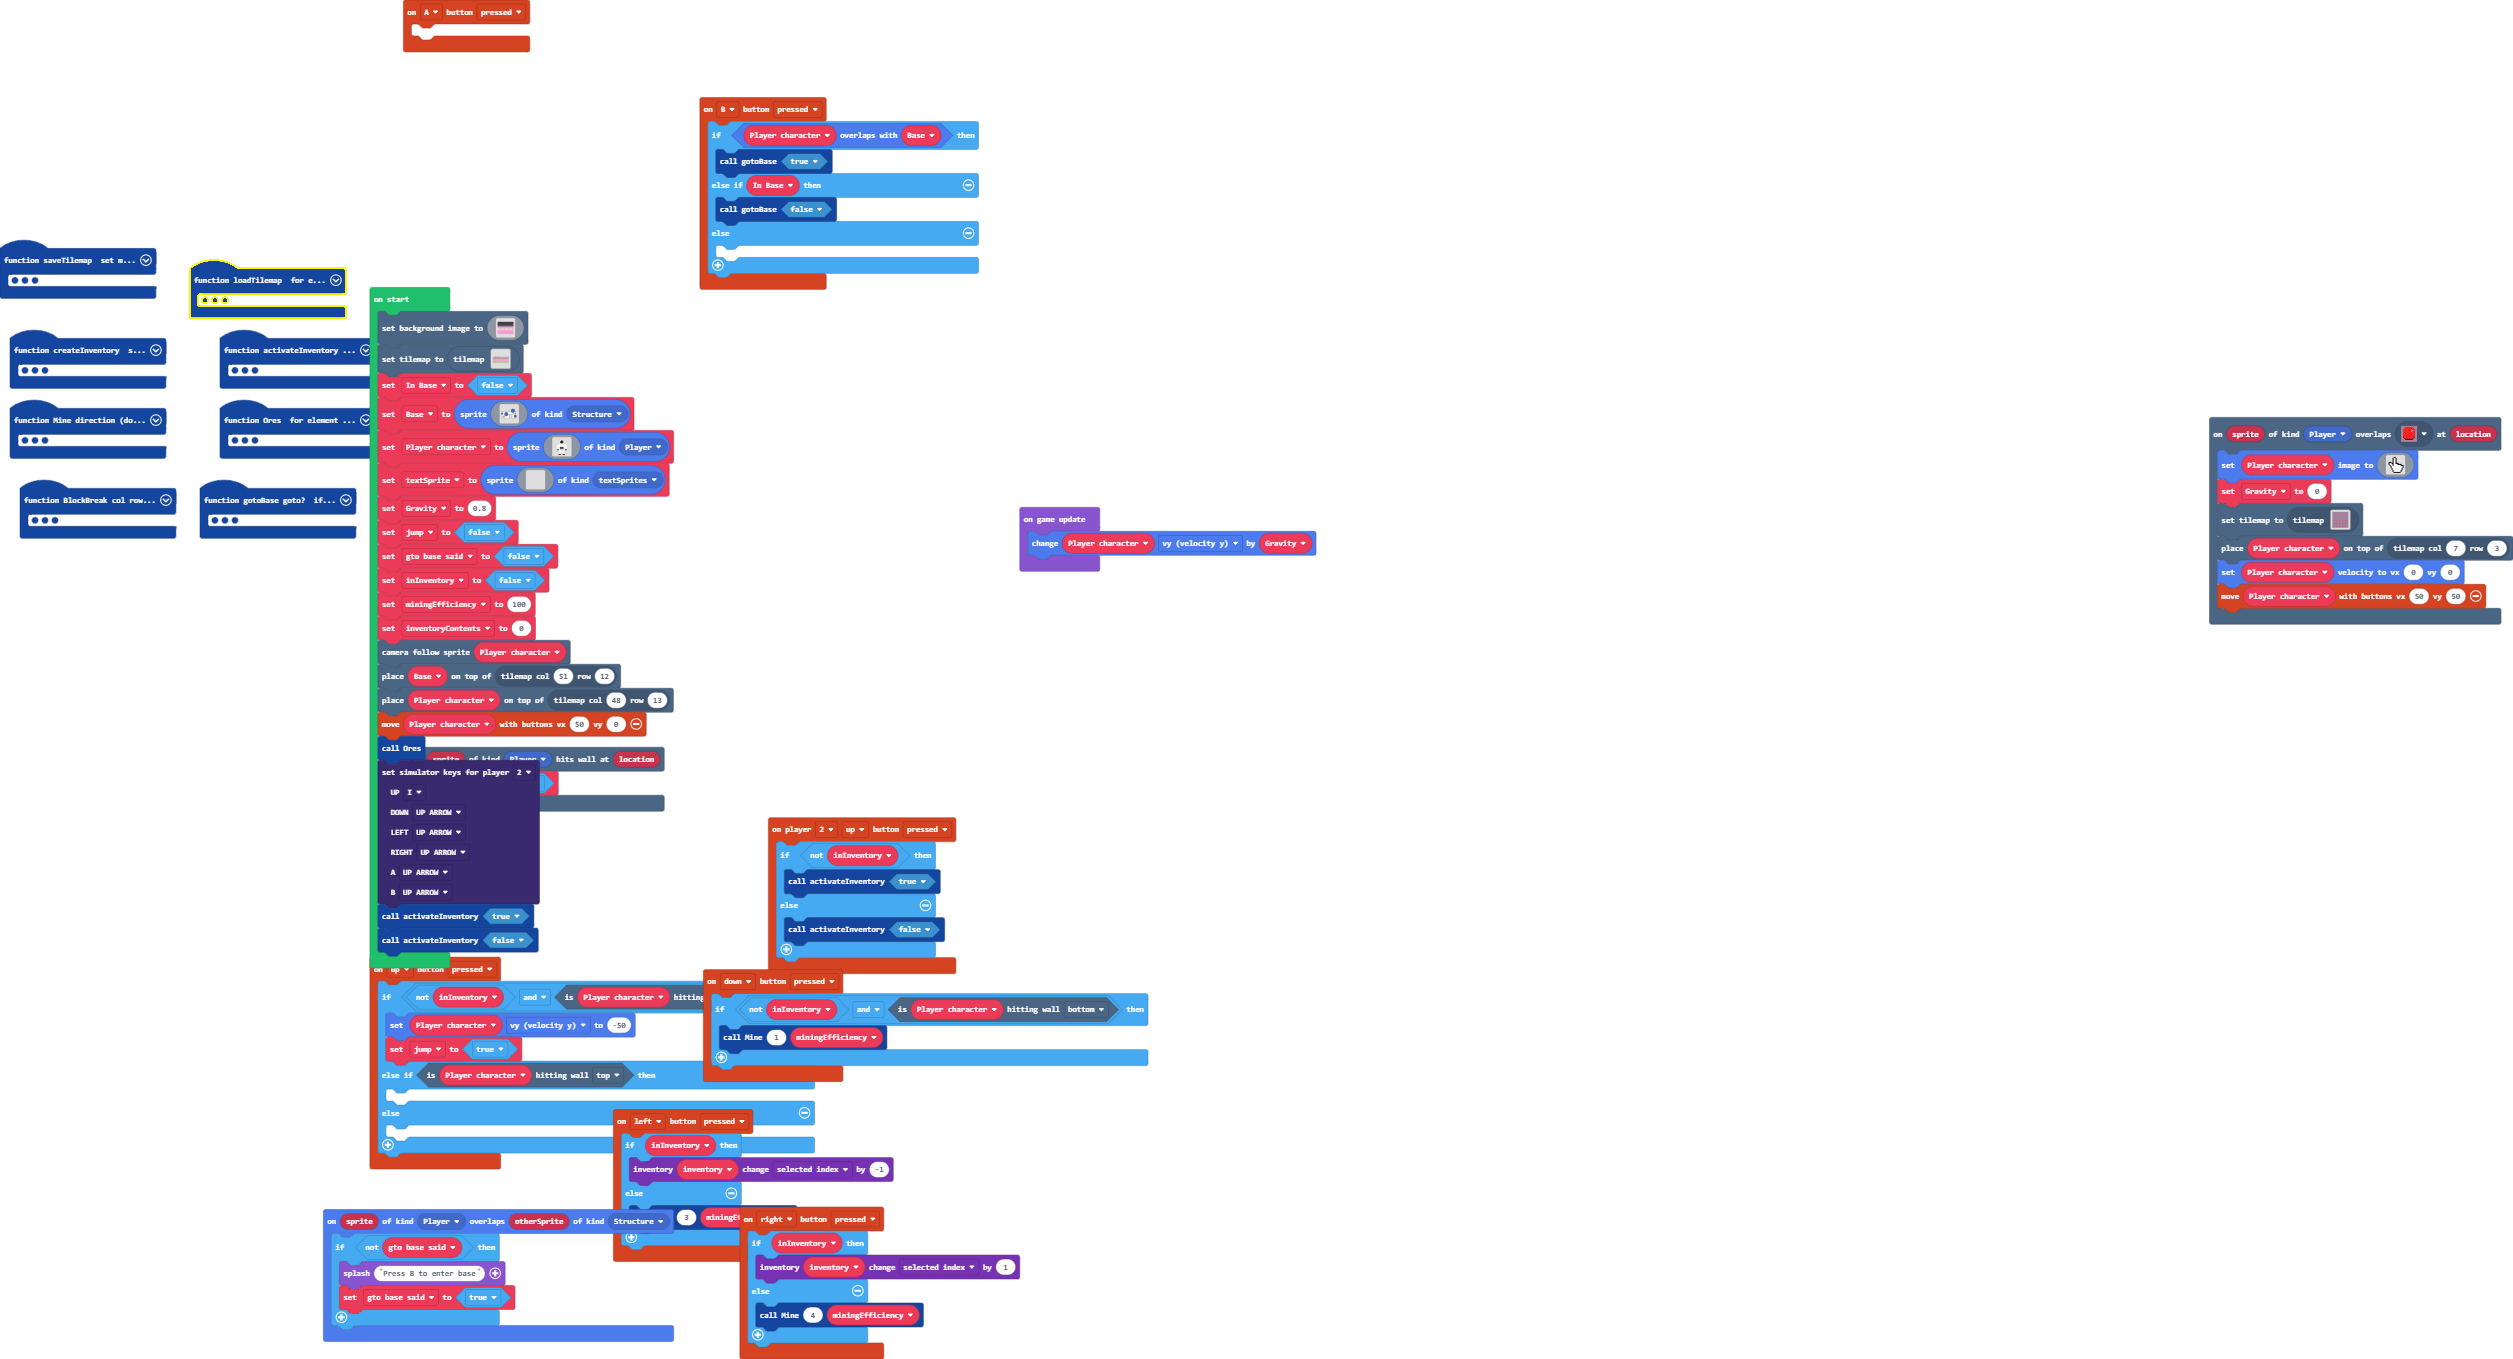 on A button pressed
on B button pressed
if Player character overlaps with Base then
call gotoBase true
else if In Base then
call gotoBase false
else
function saveTilemap set m...
function loadTilemap for e...
function createInventory s...
function activateInventory ...
function Mine direction (do...
function Ores for element ...
function BlockBreak col row...
function gotoBase goto? if...
on start
set background image to
set tilemap to tilemap
set In Base to false
set Base to sprite of kind Structure
set Player character to sprite of kind Player
set textSprite to sprite of kind textSprites
set Gravity to 0.8
set jump to false
set gto base said to false
set inInventory to false
set miningEfficiency to 100
set inventoryContents to 0
camera follow sprite Player character
place Base on top of tilemap col 51 row 12
place Player character on top of tilemap col 48 row 13
move Player character with buttons vx 50 vy 0
call Ores
sprite of kind Player hits wall at location
set simulator keys for player 2
UP I
DOWN UP ARROW
LEFT UP ARROW
RIGHT UP ARROW
A UP ARROW
B UP ARROW
call activateInventory true
call activateInventory false
on game update
change Player character vy (velocity y) by Gravity
on sprite of kind Player overlaps at location
set Player character image to
set Gravity to 0
set tilemap to tilemap
place Player character on top of tilemap col 7 row 3
set Player character velocity to vx 0 vy 0
move Player character with buttons vx 50 vy 50
on player 2 up button pressed
if not inInventory then
call activateInventory true
else
call activateInventory false
on up button pressed
if not inInventory and is Player character hitting
set Player character vy (velocity y) to -50
set jump to true
else if is Player character hitting wall top then
else
on down button pressed
if not inInventory and is Player character hitting wall bottom then
call Mine 1 miningEfficiency
on left button pressed
if inInventory then
inventory inventory change selected index by -1
else
3 miningEf
on right button pressed
if inInventory then
inventory inventory change selected index by 1
else
call Mine 4 miningEfficiency
on sprite of kind Player overlaps otherSprite of kind Structure
if not gto base said then
splash "Press B to enter base"
set gto base said to true